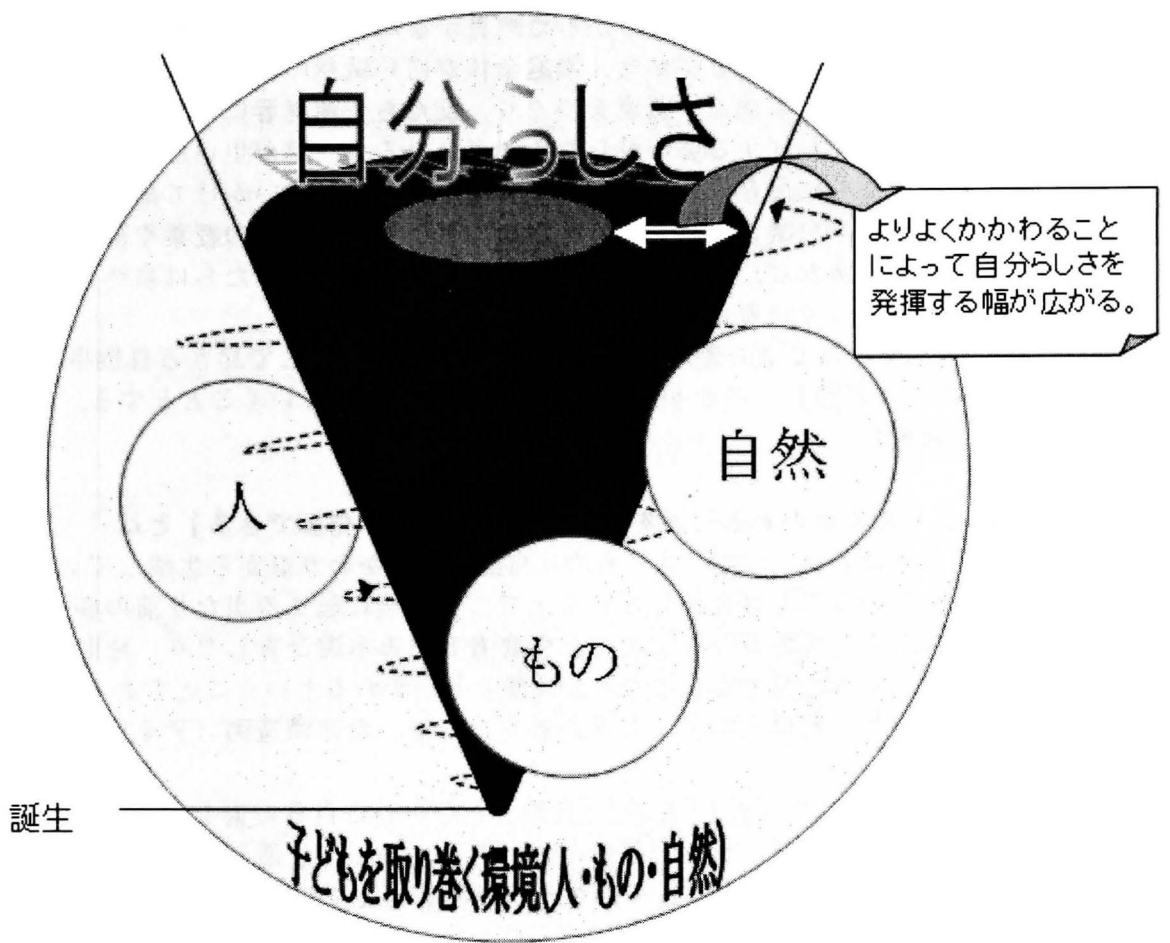 自分らしさ
よりよくかかわること
によって自分らしさを
発揮する幅が広がる。
自然
人
もの
誕生
子どもを取り巻く環境(人・もの・自然)